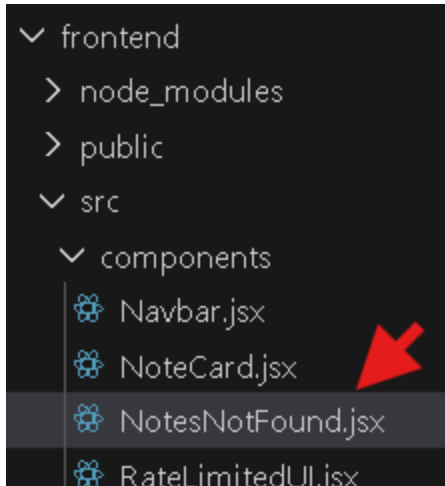 frontend
node_modules
public
src
components
Navbar.jsx
NoteCard.jsx
NotesNotFound.jsx
RateLimitedUI.jsx